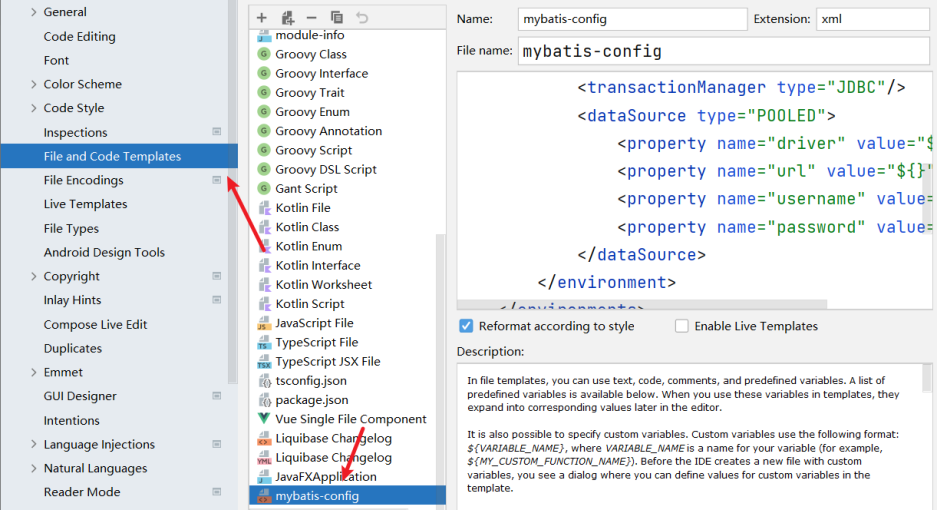 General
Code Editing
Font
Color Scheme
Code Style
Inspections
File and Code Templates
File Encodings
Live Templates
File Types
Android Design Tools
Copyright
Inlay Hints
Compose Live Edit
Duplicates
Emmet
GUI Designer
Intentions
Language Injections
Natural Languages
Reader Mode
module-info
Groovy Class
Groovy Interface
Groovy Trait
Groovy Enum
Groovy Annotation
Groovy Script
Groovy DSL Script
Gant Script
Kotlin File
Kotlin Class
Kotlin Enum
Kotlin Interface
Kotlin Worksheet
Kotlin Script
JavaScript File
TypeScript File
TypeScript JSX File
tsconfig.json
package.json
Vue Single File Component
Liquibase Changelog
Liquibase Changelog
JavaFXApplication
mybatis-config
Name: mybatis-config Extension: xml
File name: mybatis-config
<transactionManager type="JDBC"/>
<dataSource type="POOLED">
<property name="driver" value="$
<property name="url" value="${}"
<property name="username" value=
<property name="password" value=
</dataSource>
</environment>
</environments>
Reformat according to style Enable Live Templates
Description:
In file templates, you can use text, code, comments, and predefined variables. A list of
predefined variables is available below. When you use these variables in templates, they
expand into corresponding values later in the editor.
It is also possible to specify custom variables. Custom variables use the following format:
${VARIABLE_NAME}, where VARIABLE_NAME is a name for your variable (for example,
${MY_CUSTOM_FUNCTION_NAME}). Before the IDE creates a new file with custom
variables, you see a dialog where you can define values for custom variables in the
template.